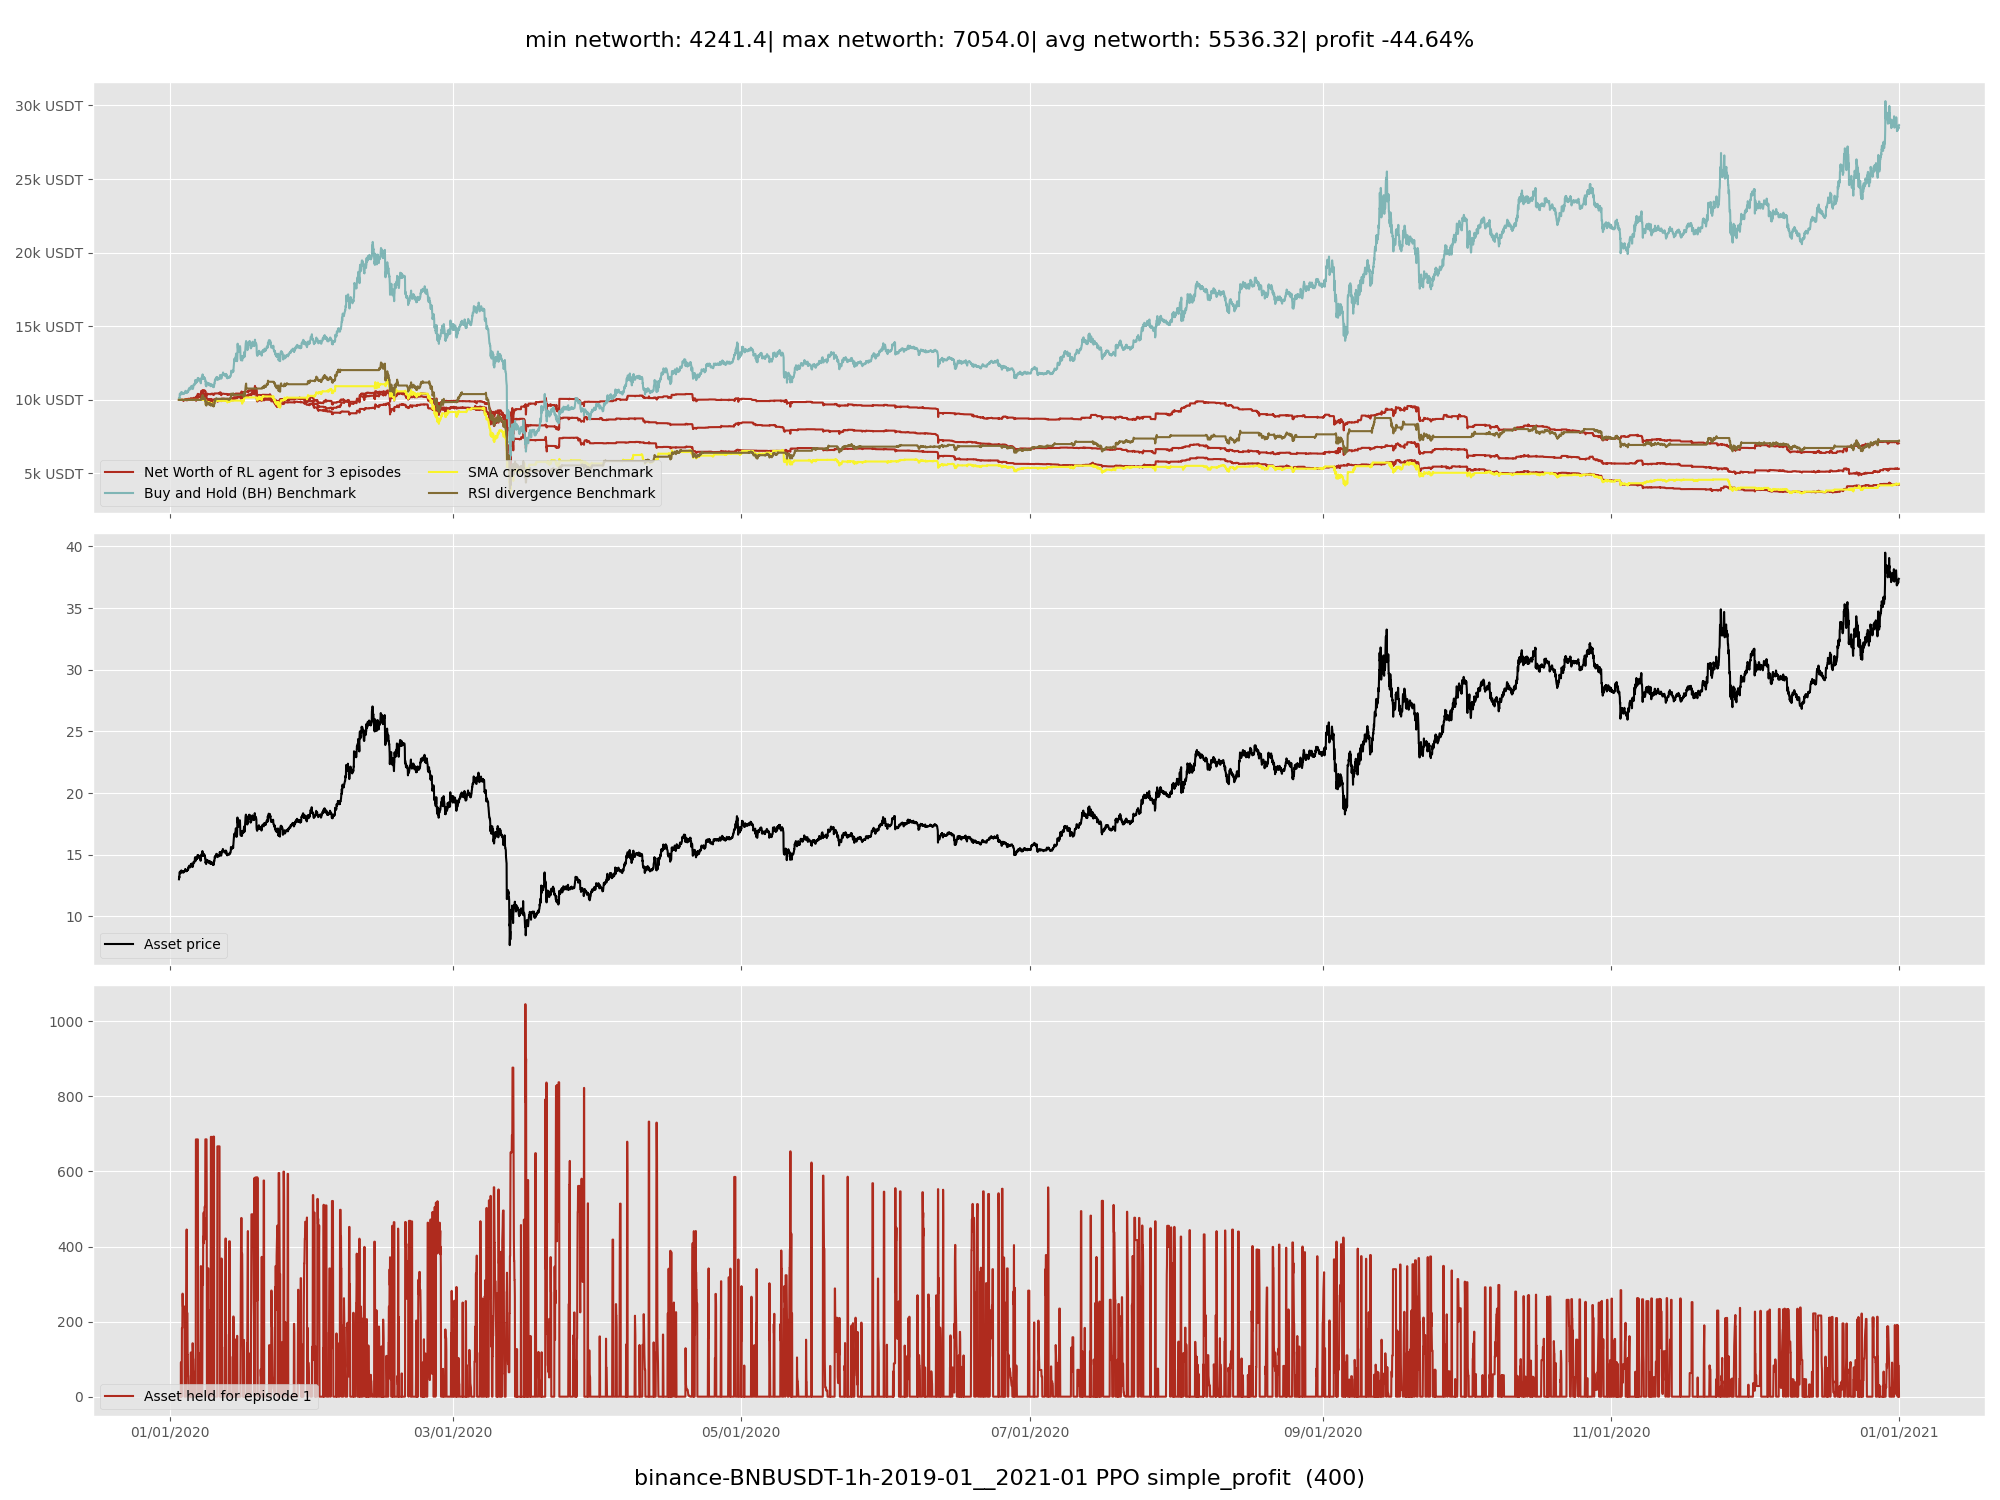 min networth: 4241.4| max networth: 7054.0| avg networth: 5536.32| profit -44.64%
30k USDT
25k USDT
20k USDT
15k USDT
10k USDT
5k USDT
Net Worth of RL agent for 3 episodes
Buy and Hold (BH) Benchmark
SMA crossover Benchmark
RSI divergence Benchmark
40
35
30
25
20
15
10
Asset price
1000
800
600
400
200
0
Asset held for episode 1
01/01/2020
03/01/2020
05/01/2020
07/01/2020
09/01/2020
11/01/2020
01/01/2021
binance-BNBUSDT-1h-2019-01__2021-01 PPO simple_profit  (400)